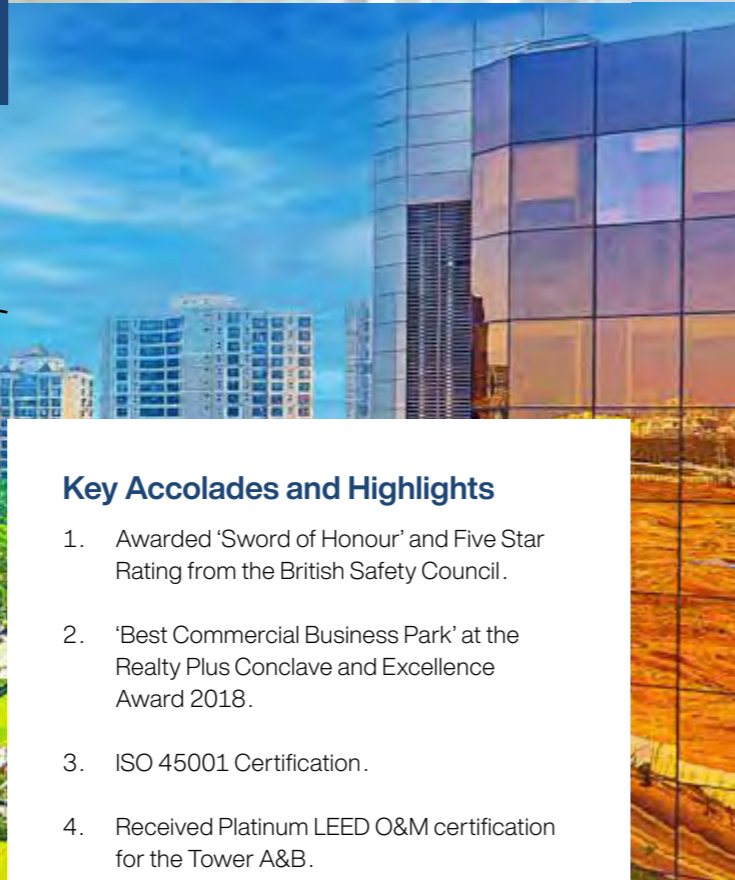 Key Accolades and Highlights
1. Awarded ‘Sword of Honour’ and Five Star
Rating from the British Safety Council.
2. ‘Best Commercial Business Park’ at the
Realty Plus Conclave and Excellence
Award 2018.
3. ISO 45001 Certification.
4. Received Platinum LEED O&M certification
for the Tower A&B.